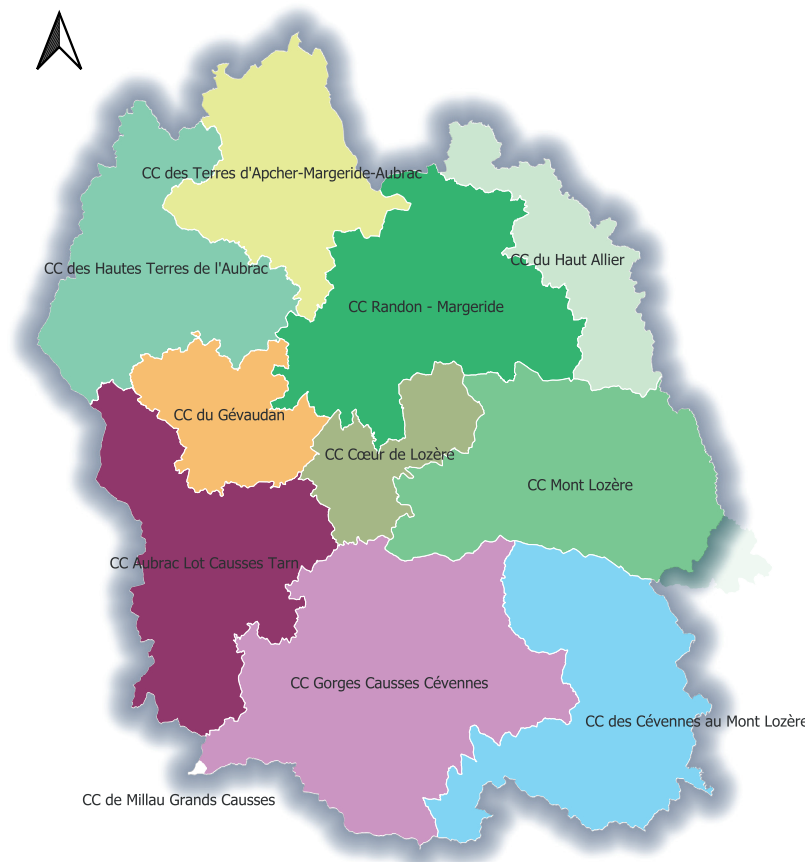 CC des Terres d'Apcher-Margeride-Aubrac
CC du Haut Allier
CC des Hautes Terres de l'Aubrac
CC Randon - Margeride
CC du Gévaudan
CC Cœur de Lozère
CC Mont Lozère
CC Aubrac Lot Causses Tarn
CC Gorges Causses Cévennes
CC des Cévennes au Mont Lozère
CC de Millau Grands Causses